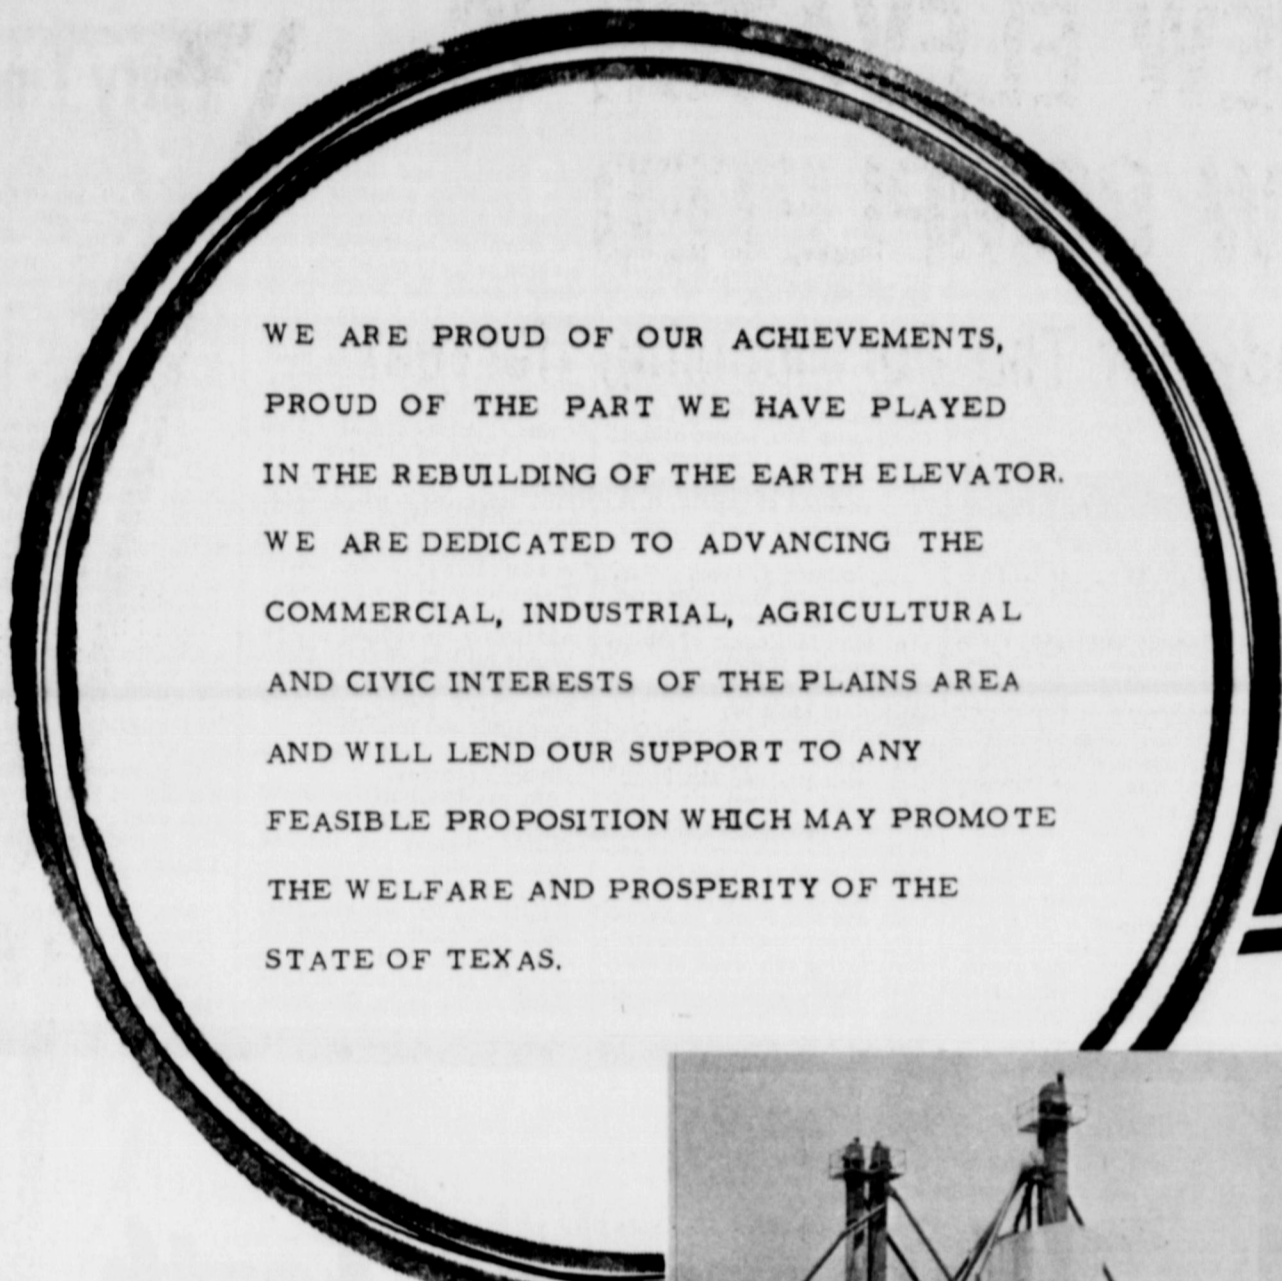 WE ARE PROUD OF OUR ACHIEVEMENTS,
PROUD OF THE PART WE HAVE PLAYED
IN THE REBUILDING OF THE EARTH ELEVATOR.
WE ARE DEDICATED TO ADVANCING THE
COMMERCIAL, INDUSTRIAL, AGRICULTURAL
AND CIVIC INTERESTS OF THE PLAINS AREA
AND WILL LEND OUR SUPPORT TO ANY
FEASIBLE PROPOSITION WHICH MAY PROMOTE
THE WELFARE AND PROSPERITY OF THE
STATE OF TEXAS.